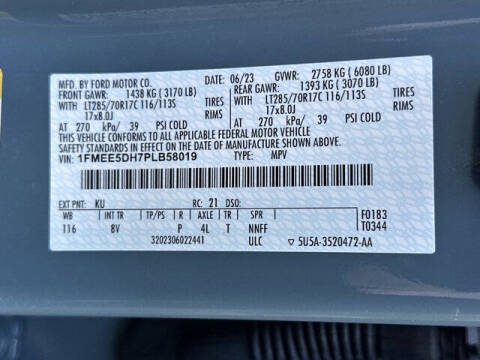 MFD. BY FORD MOTOR CO.
DATE: 06/23 GVWR: 2758 KG (6080 LB)
FRONT GAWR: 1438 KG (3170 LB) REAR GAWR: 1393 KG (3070 LB)
WITH LT285/70R17C 116/113S TIRES WITH LT285/70R17C 116/113S TIRES
17x8.0J RIMS 17x8.0J RIMS
AT 270 kPa/ 39 PSI COLD AT 270 kPa/ 39 PSI COLD
THIS VEHICLE CONFORMS TO ALL APPLICABLE FEDERAL MOTOR VEHICLE
SAFETY STANDARDS IN EFFECT ON THE DATE OF MANUFACTURE SHOWN ABOVE.
VIN: 1FMEE5DH7PLB58019 TYPE: MPV
EXT PNT: KU RC: 21 DSO:
WB INT TR TP/PS R AXLE TR SPR F0183
116 8V P 4L T NNFF T0344
3202306022441 ULC 5U5A-3520472-AA